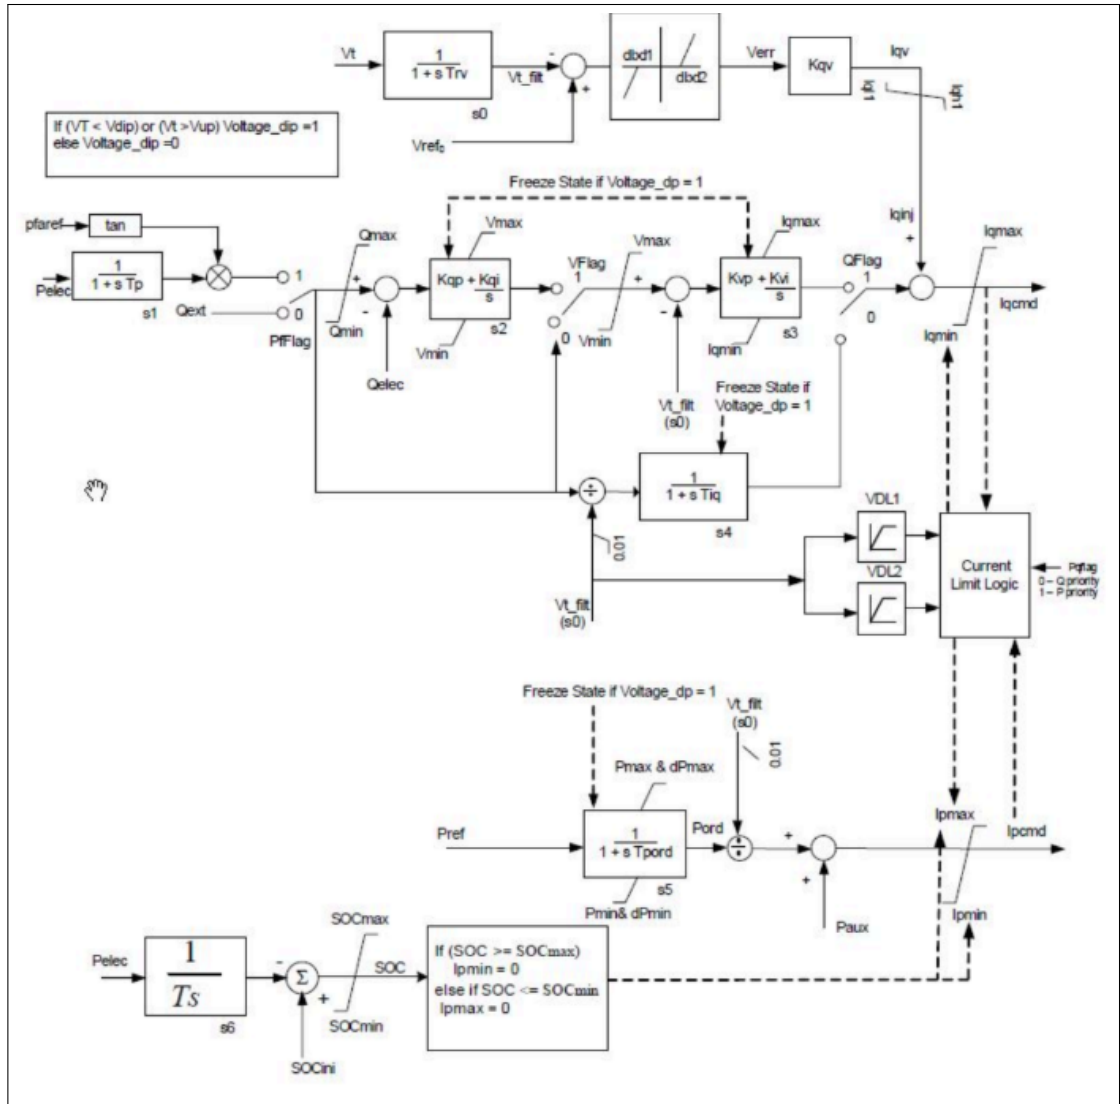 Vt
1
1 + s Trv
s0
Vt_filt
-
+
Vref0
dbd1
dbd2
Verr
Kqv
Iqv
Iql1
Iqh1
If (VT < Vdip) or (Vt >Vup) Voltage_dip =1
else Voltage_dip =0
Freeze State if Voltage_dp = 1
pfaref
tan
Pelec
1
1 + s Tp
s1
Qext
1
0
PfFlag
Qmax
Qmin
+
-
Qelec
Vmax
Kqp + Kqi
s
s2
Vmin
VFlag
1
0
Vmax
Vmin
+
-
Vt_filt
(s0)
Iqmax
Kvp + Kvi
s
s3
Iqmin
QFlag
1
0
Iqinj
+
+
Iqmax
Iqmin
Iqcmd
Freeze State if
Voltage_dp = 1
÷
1
1 + s Tiq
s4
0.01
Vt_filt
(s0)
VDL1
VDL2
Current
Limit Logic
Pqflag
0 – Q priority
1 – P priority
Freeze State if Voltage_dp = 1
Vt_filt
(s0)
0.01
Pmax & dPmax
Pref
1
1 + s Tpord
s5
Pmin& dPmin
Pord
÷
+
+
Paux
Ipmax
Ipmin
Ipcmd
Pelec
1
Ts
s6
-
Σ
+
SOCini
SOCmax
SOCmin
SOC
If (SOC >= SOCmax)
Ipmin = 0
else if SOC <= SOCmin
Ipmax = 0